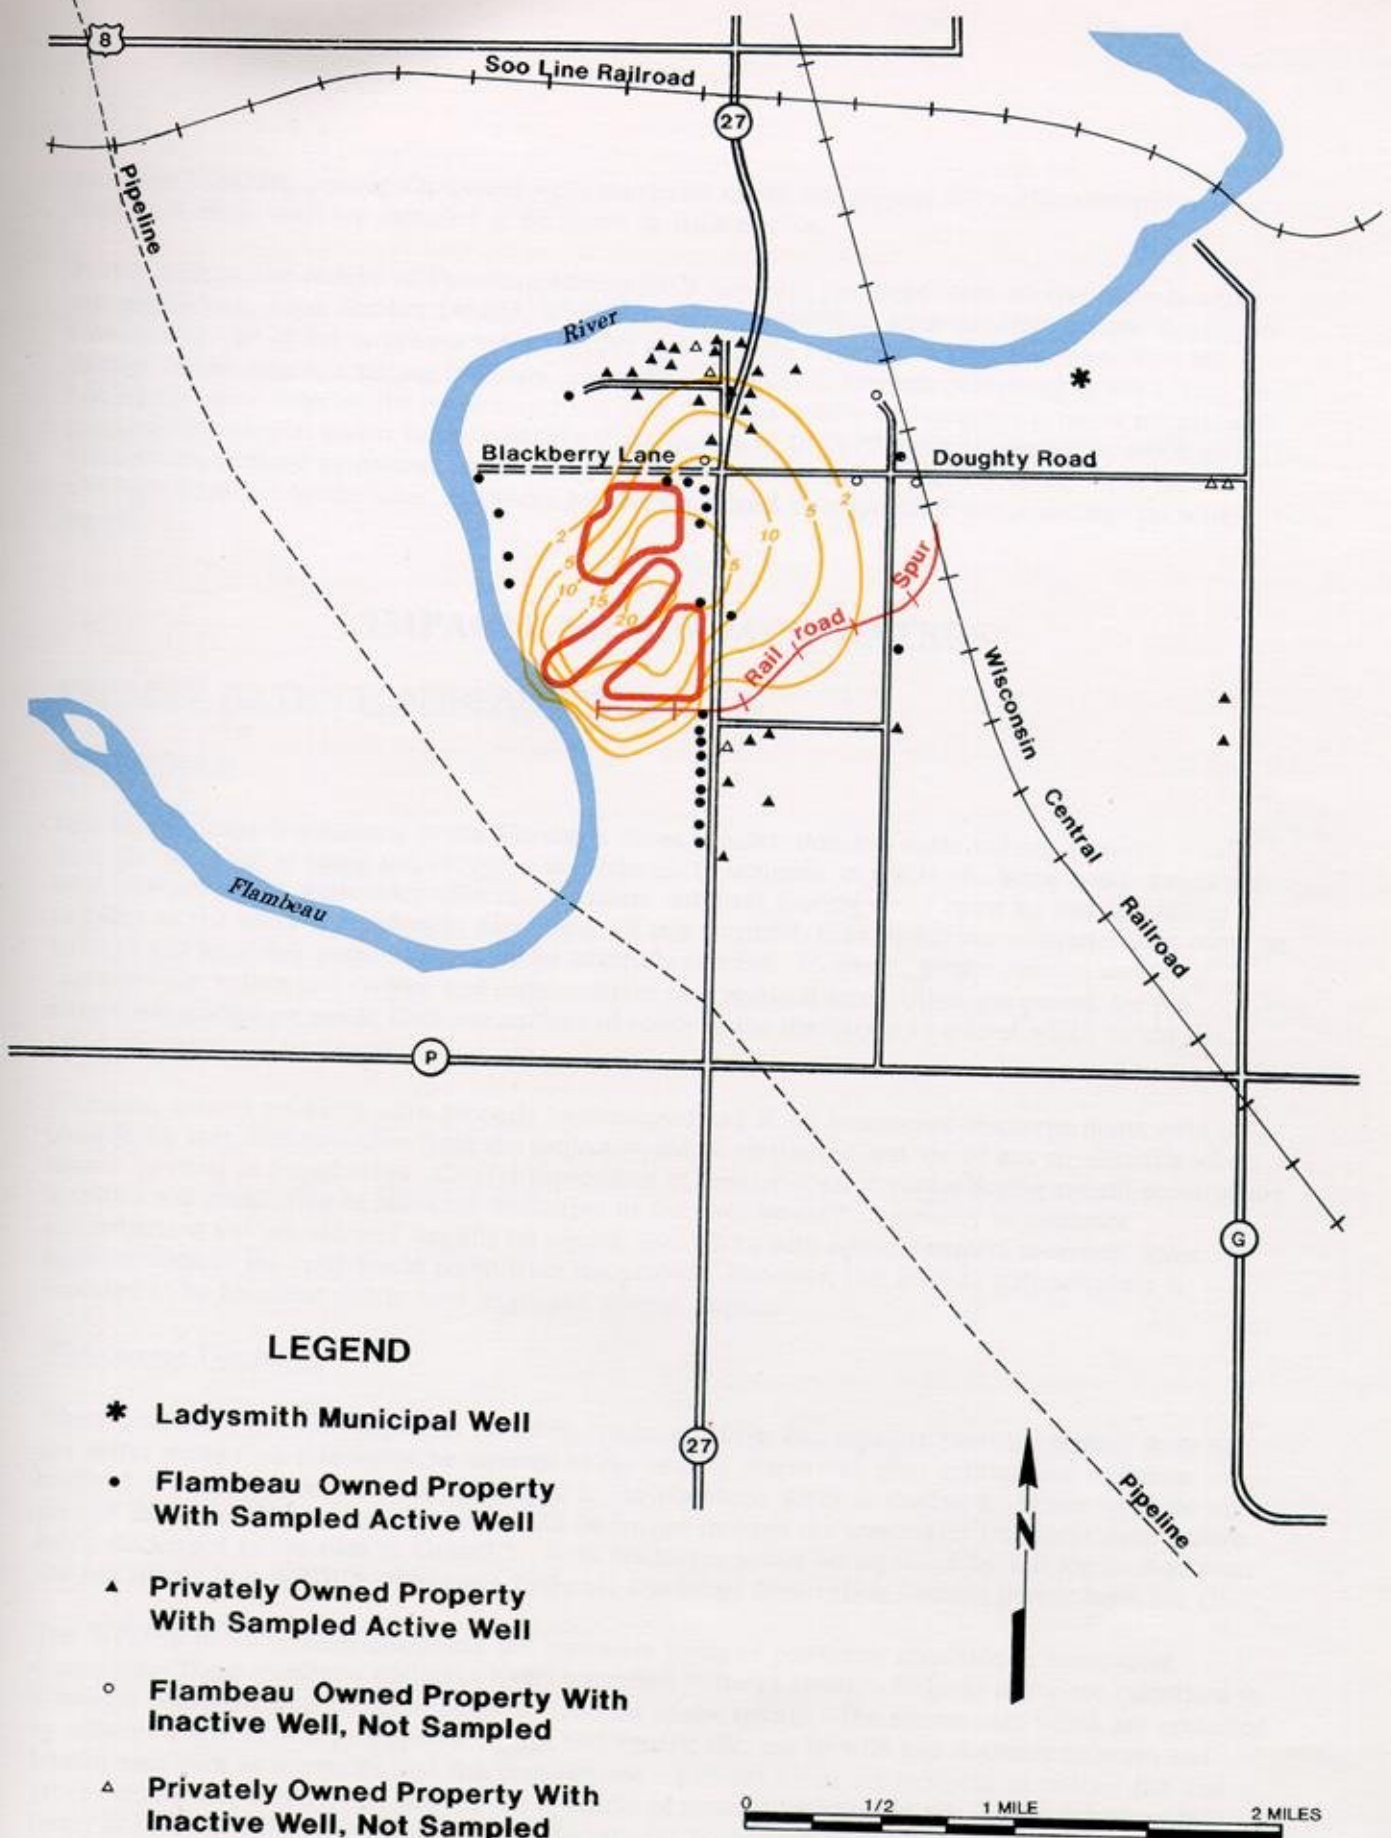 8
Soo Line Railroad
27
Pipeline
River
Blackberry Lane
Doughty Road
2
5
10
5
2
5
10
15
20
Rail road Spur
Wisconsin Central Railroad
Flambeau
P
G
27
Pipeline
LEGEND
* Ladysmith Municipal Well
Flambeau Owned Property
With Sampled Active Well
Privately Owned Property
With Sampled Active Well
Flambeau Owned Property With
Inactive Well, Not Sampled
Privately Owned Property With
Inactive Well, Not Sampled
N
0 1/2 1 MILE 2 MILES